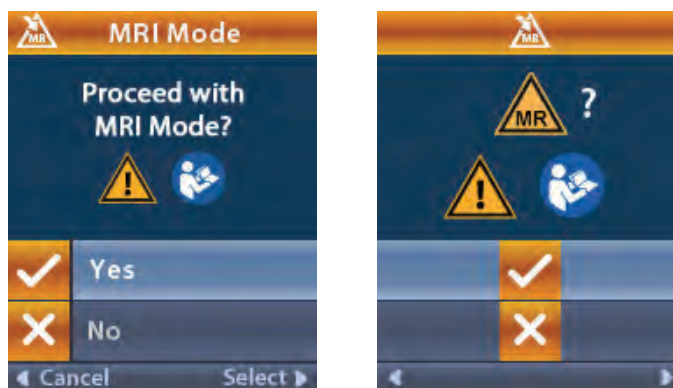 MR
MRI Mode
Proceed with
MRI Mode?
!
Yes
No
Cancel
Select
MR
MR
?
!